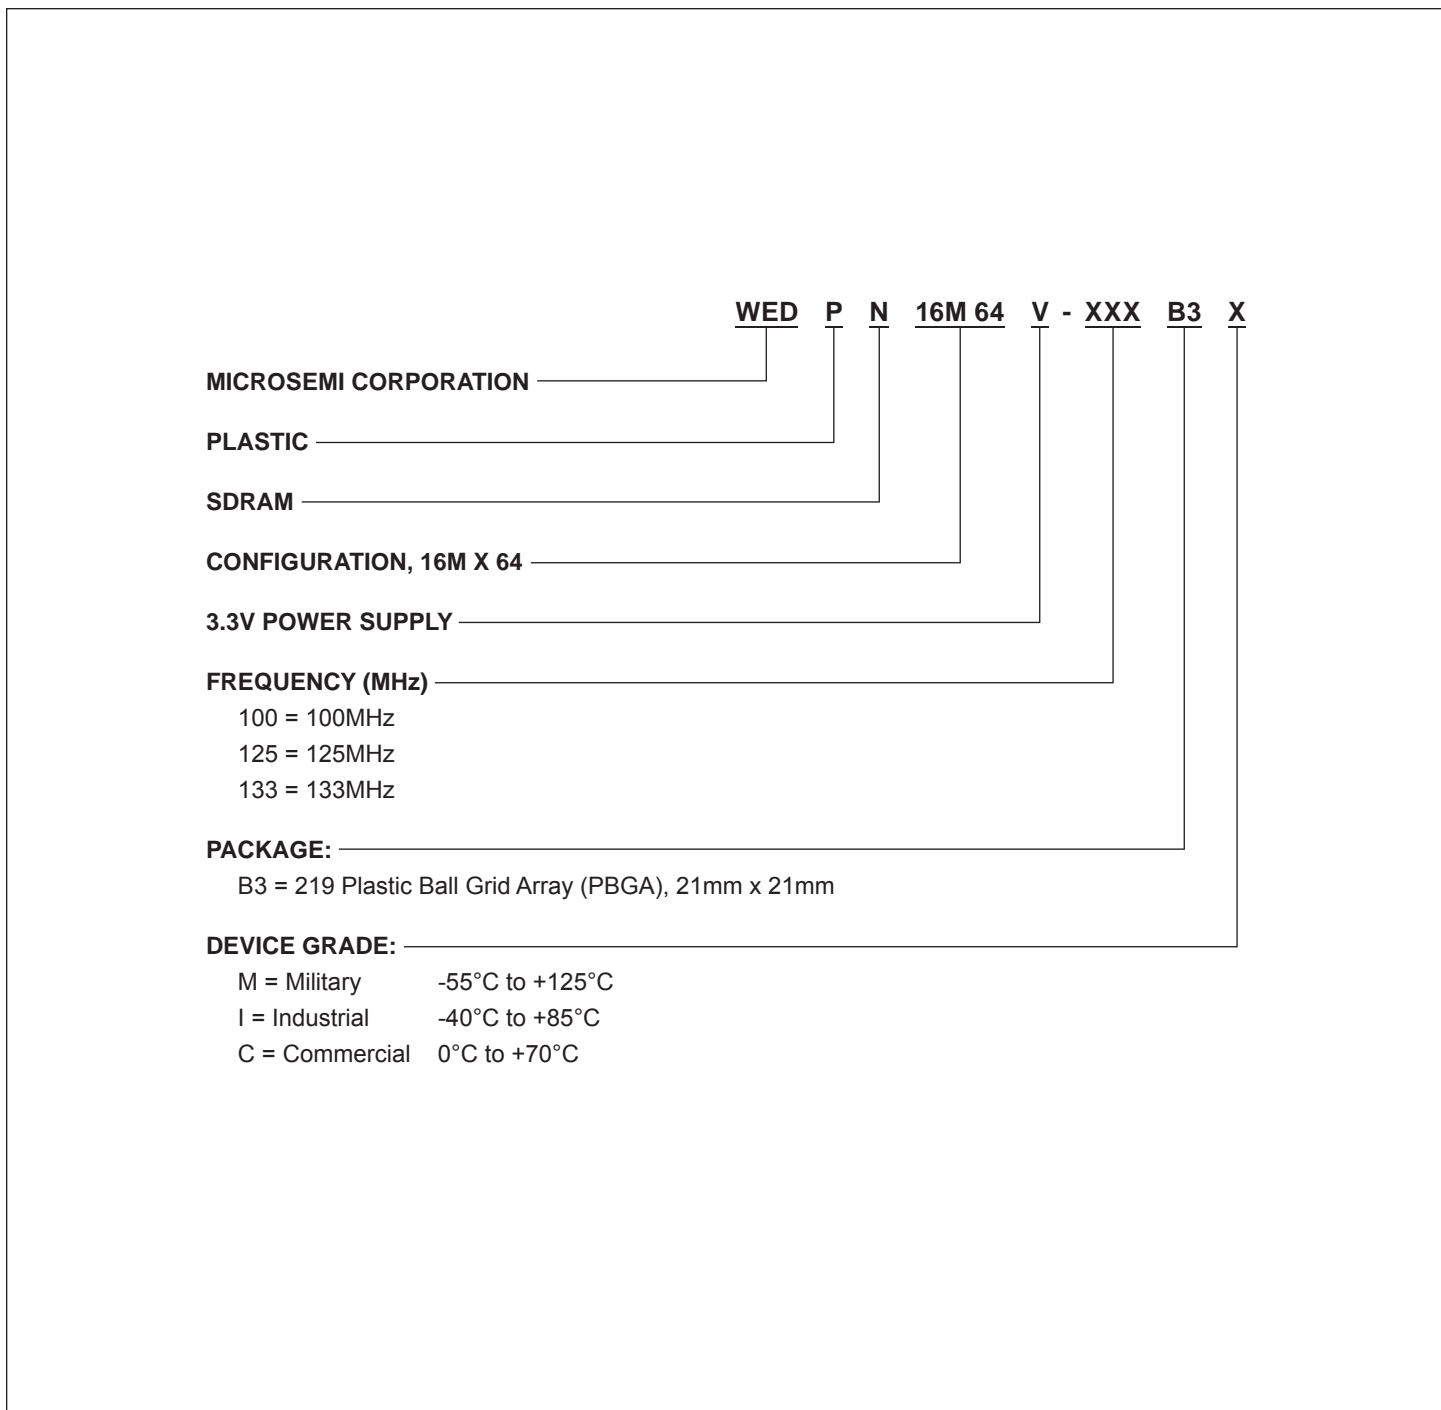 WED P N 16M 64 V - XXX B3 X
MICROSEMI CORPORATION
PLASTIC
SDRAM
CONFIGURATION, 16M X 64
3.3V POWER SUPPLY
FREQUENCY (MHz)
100 = 100MHz
125 = 125MHz
133 = 133MHz
PACKAGE:
B3 = 219 Plastic Ball Grid Array (PBGA), 21mm x 21mm
DEVICE GRADE:
M = Military -55°C to +125°C
I = Industrial -40°C to +85°C
C = Commercial 0°C to +70°C